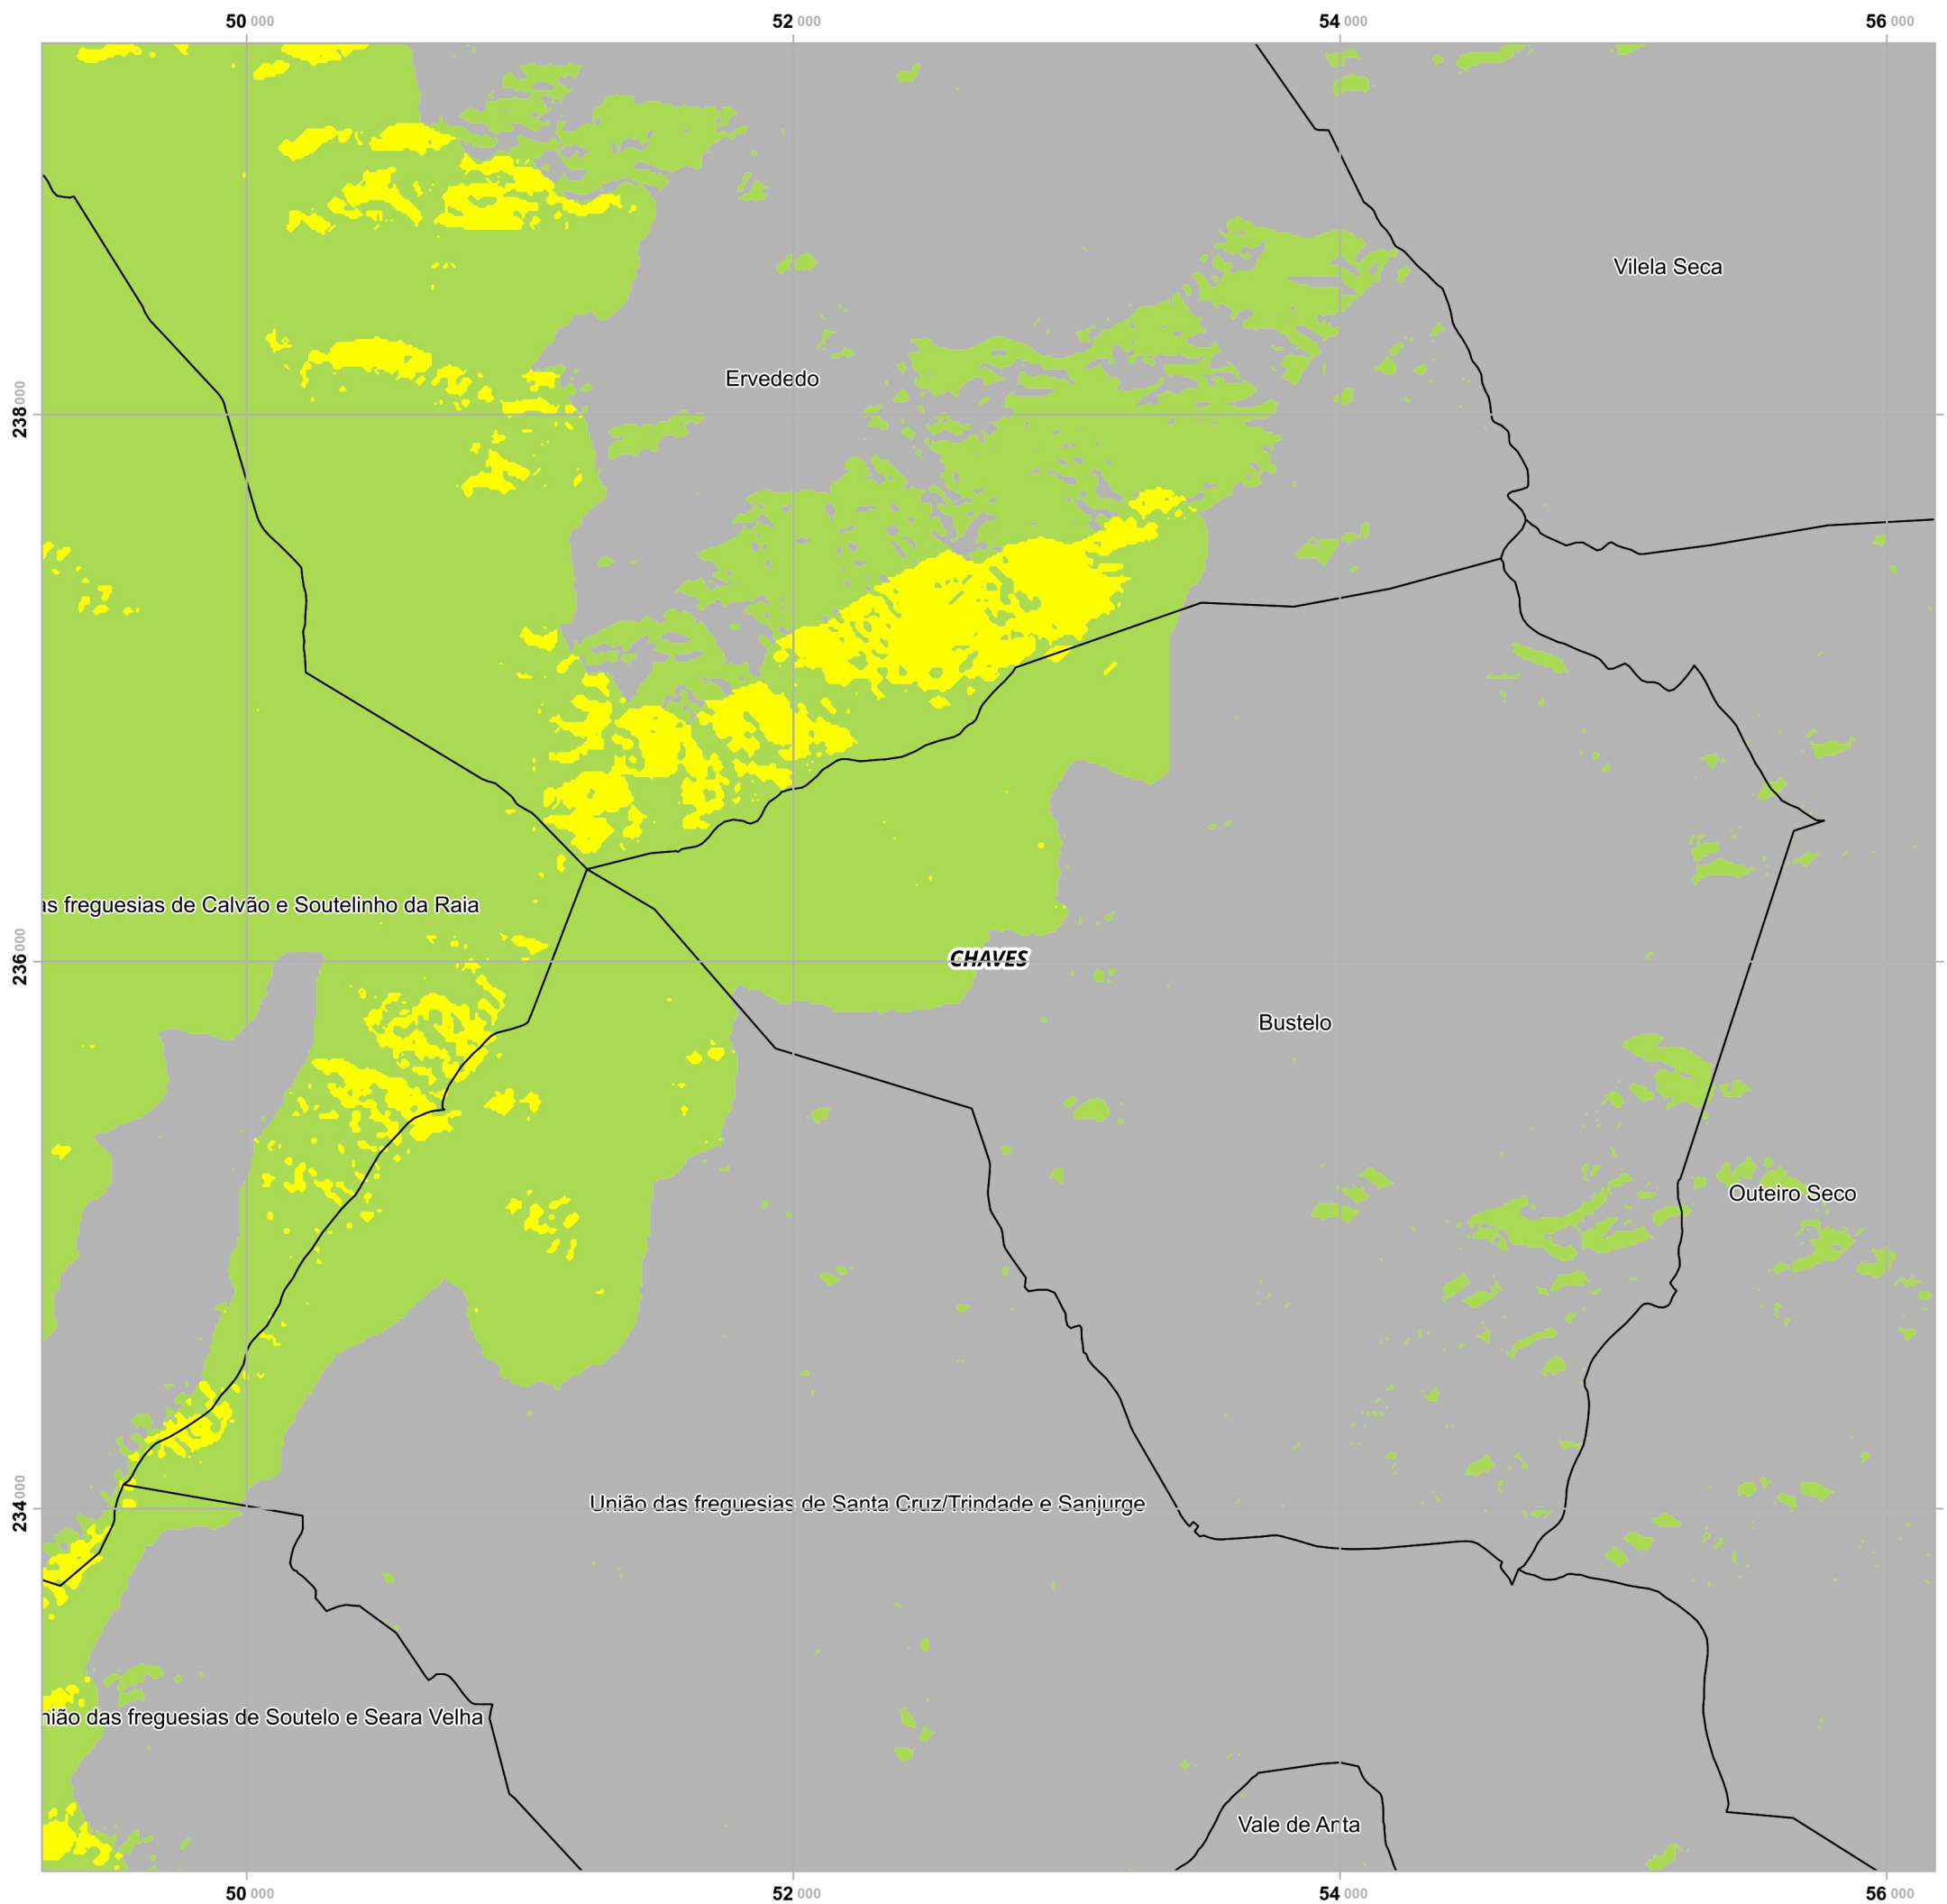 50 000 52 000 54 000 56 000
Vilela Seca
Ervededo
238 000
as freguesias de Calvão e Soutelinho da Raia
236 000
CHAVES
Bustelo
Outeiro Seco
União das freguesias de Santa Cruz/Trindade e Sanjurge
234 000
nião das freguesias de Soutelo e Seara Velha
Vale de Anta
50 000 52 000 54 000 56 000